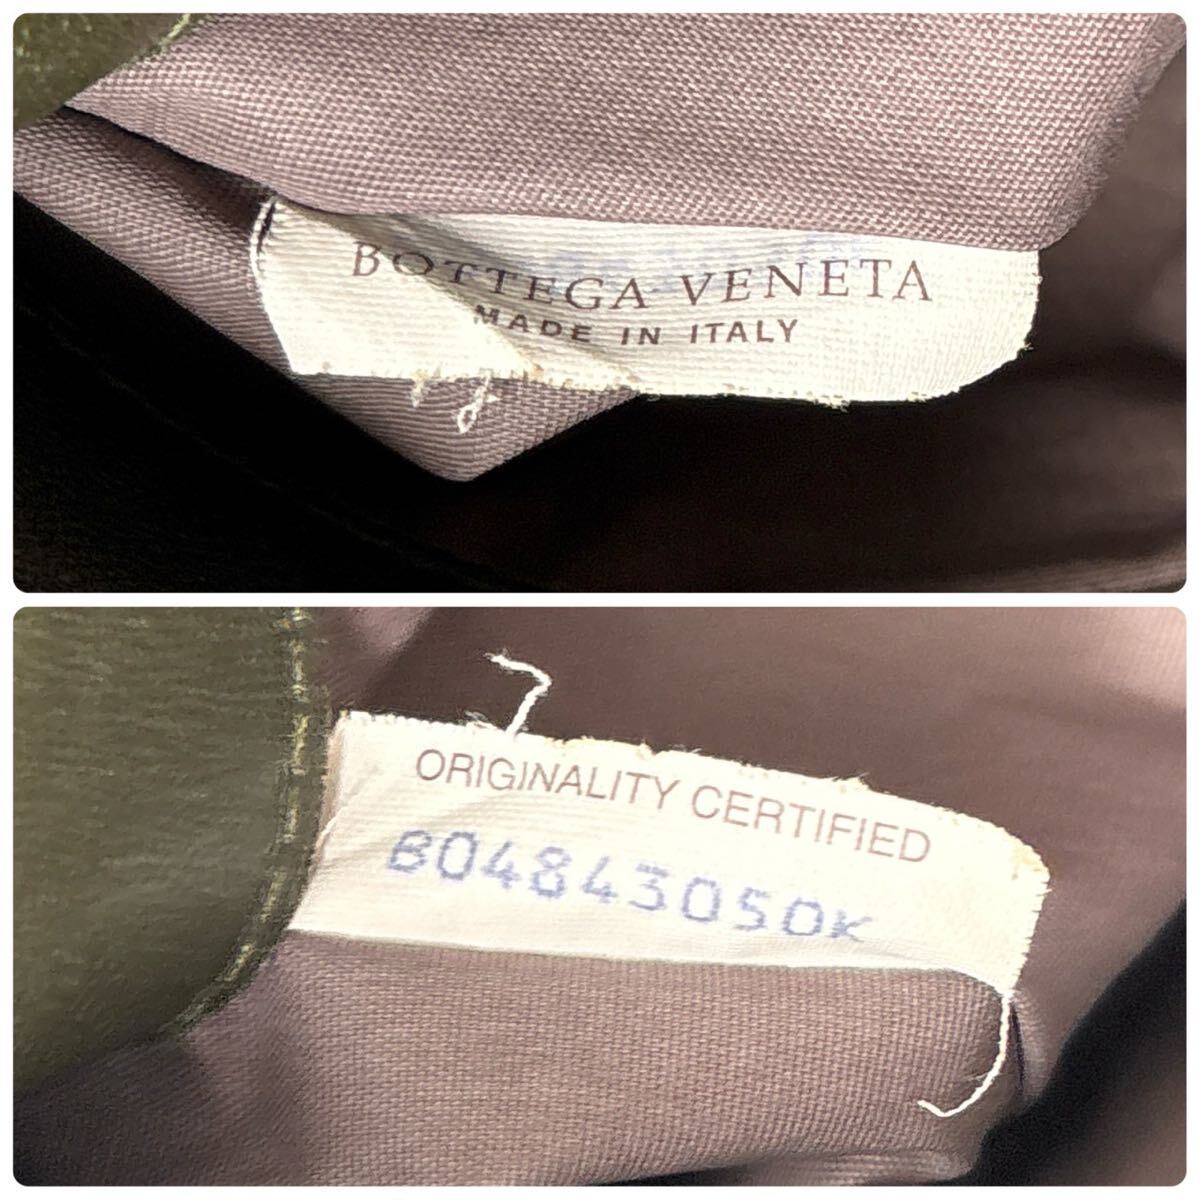 BOTTEGA VENETA
MADE IN ITALY
ORIGINALITY CERTIFIED
B04843050K